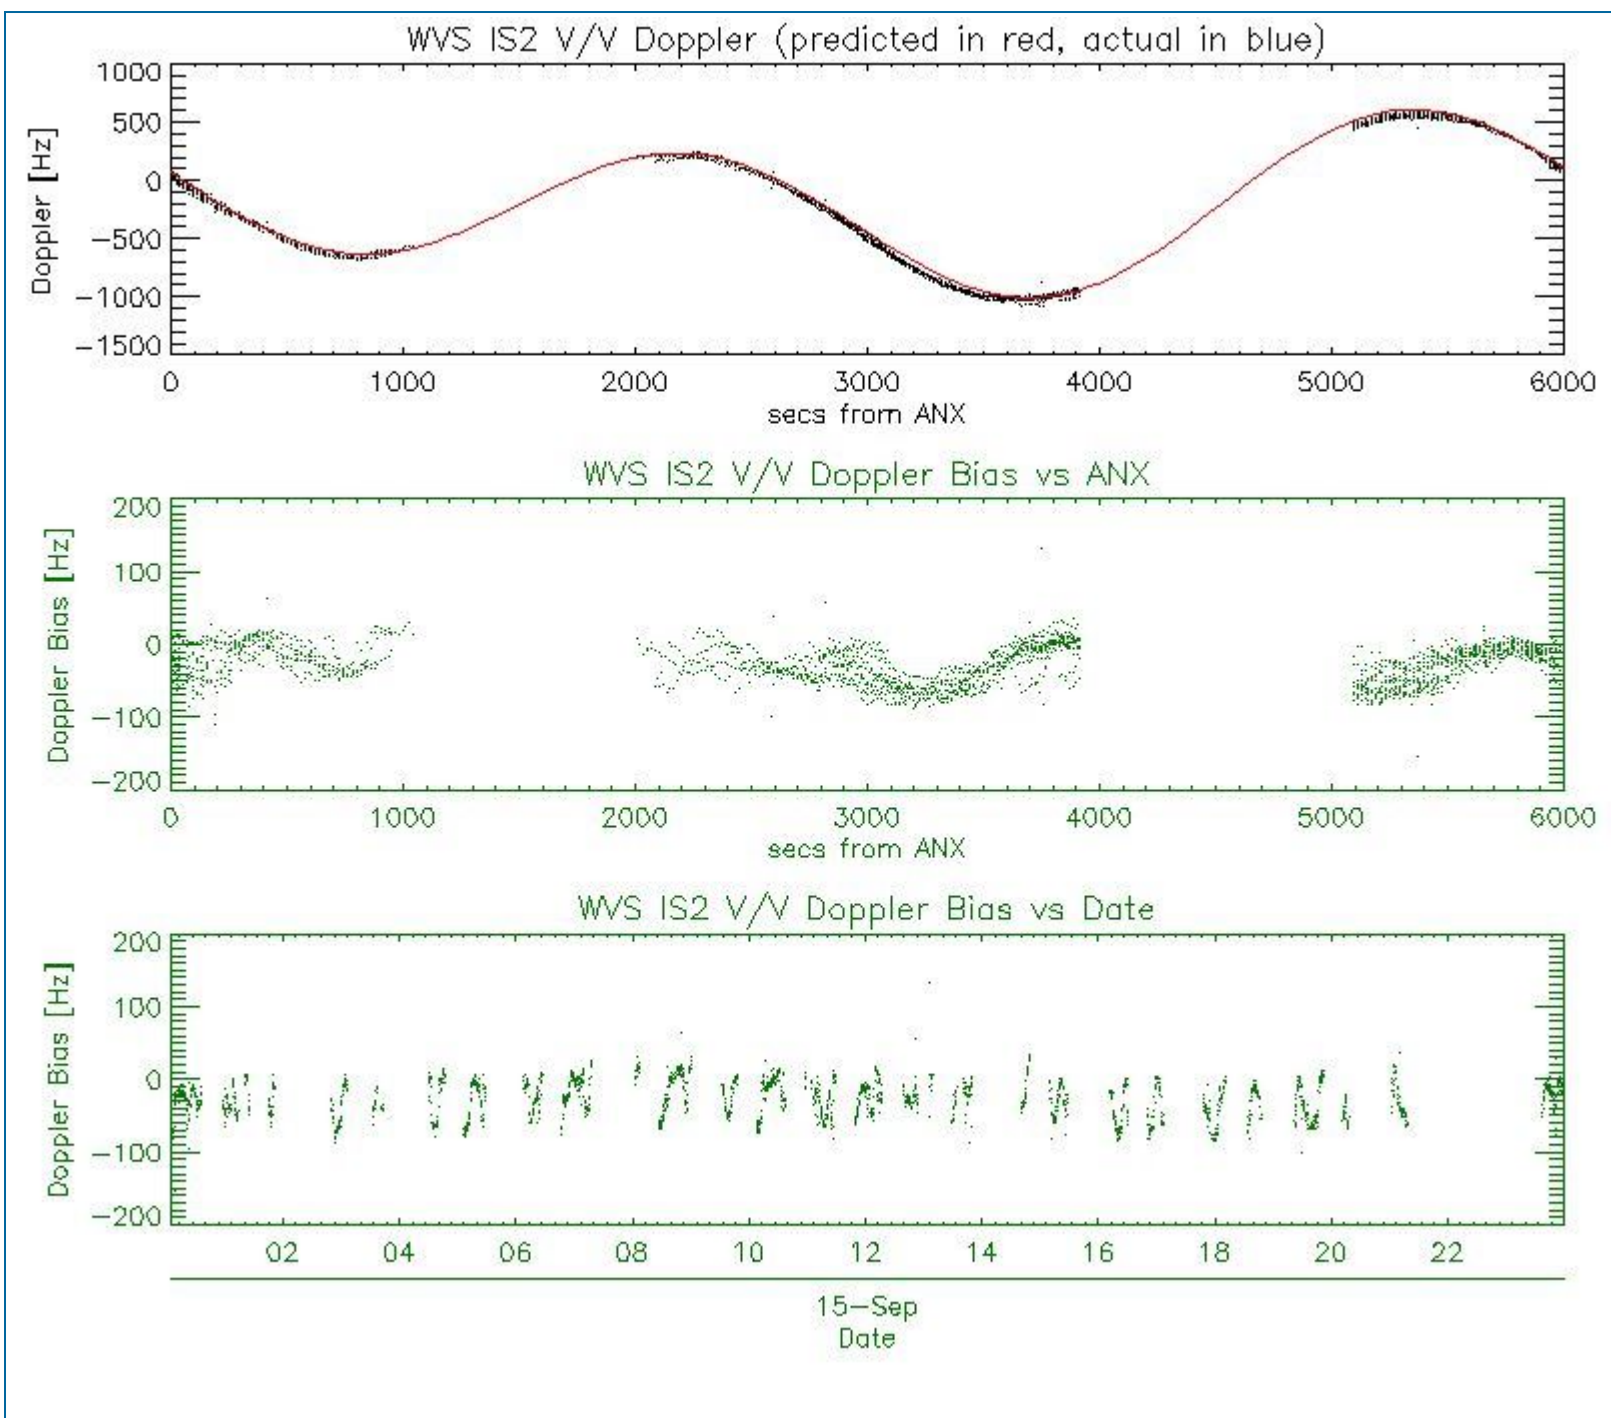 WVS IS2 V/V Doppler (predicted in red, actual in blue)
Doppler [Hz]
1000
500
0
−500
−1000
−1500
0 1000 2000 3000 4000 5000 6000
secs from ANX
WVS IS2 V/V Doppler Bias vs ANX
Doppler Bias [Hz]
200
100
0
−100
−200
0 1000 2000 3000 4000 5000 6000
secs from ANX
WVS IS2 V/V Doppler Bias vs Date
Doppler Bias [Hz]
200
100
0
−100
−200
02 04 06 08 10 12 14 16 18 20 22
15−Sep
Date